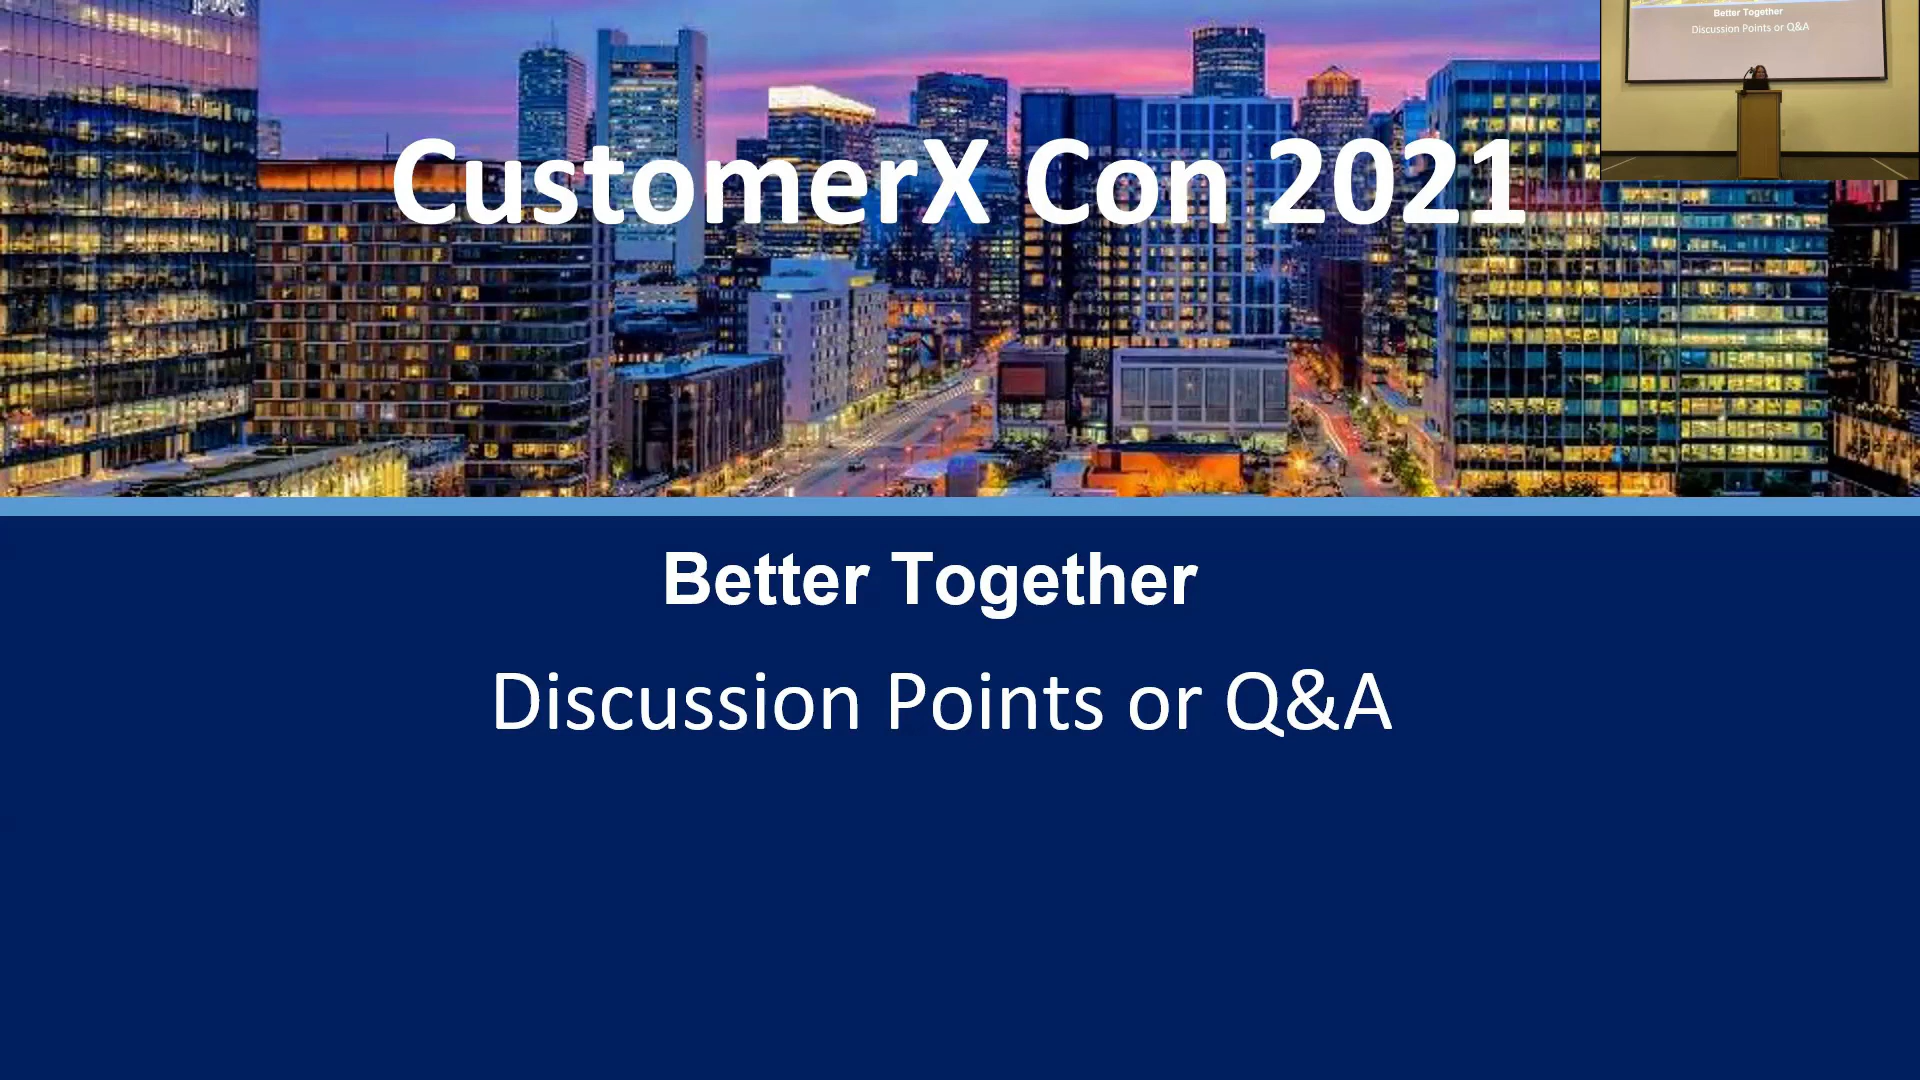 CustomerX Con 2021
Better Together
Discussion Points or Q&A
Better Together
Discussion Points or Q&A